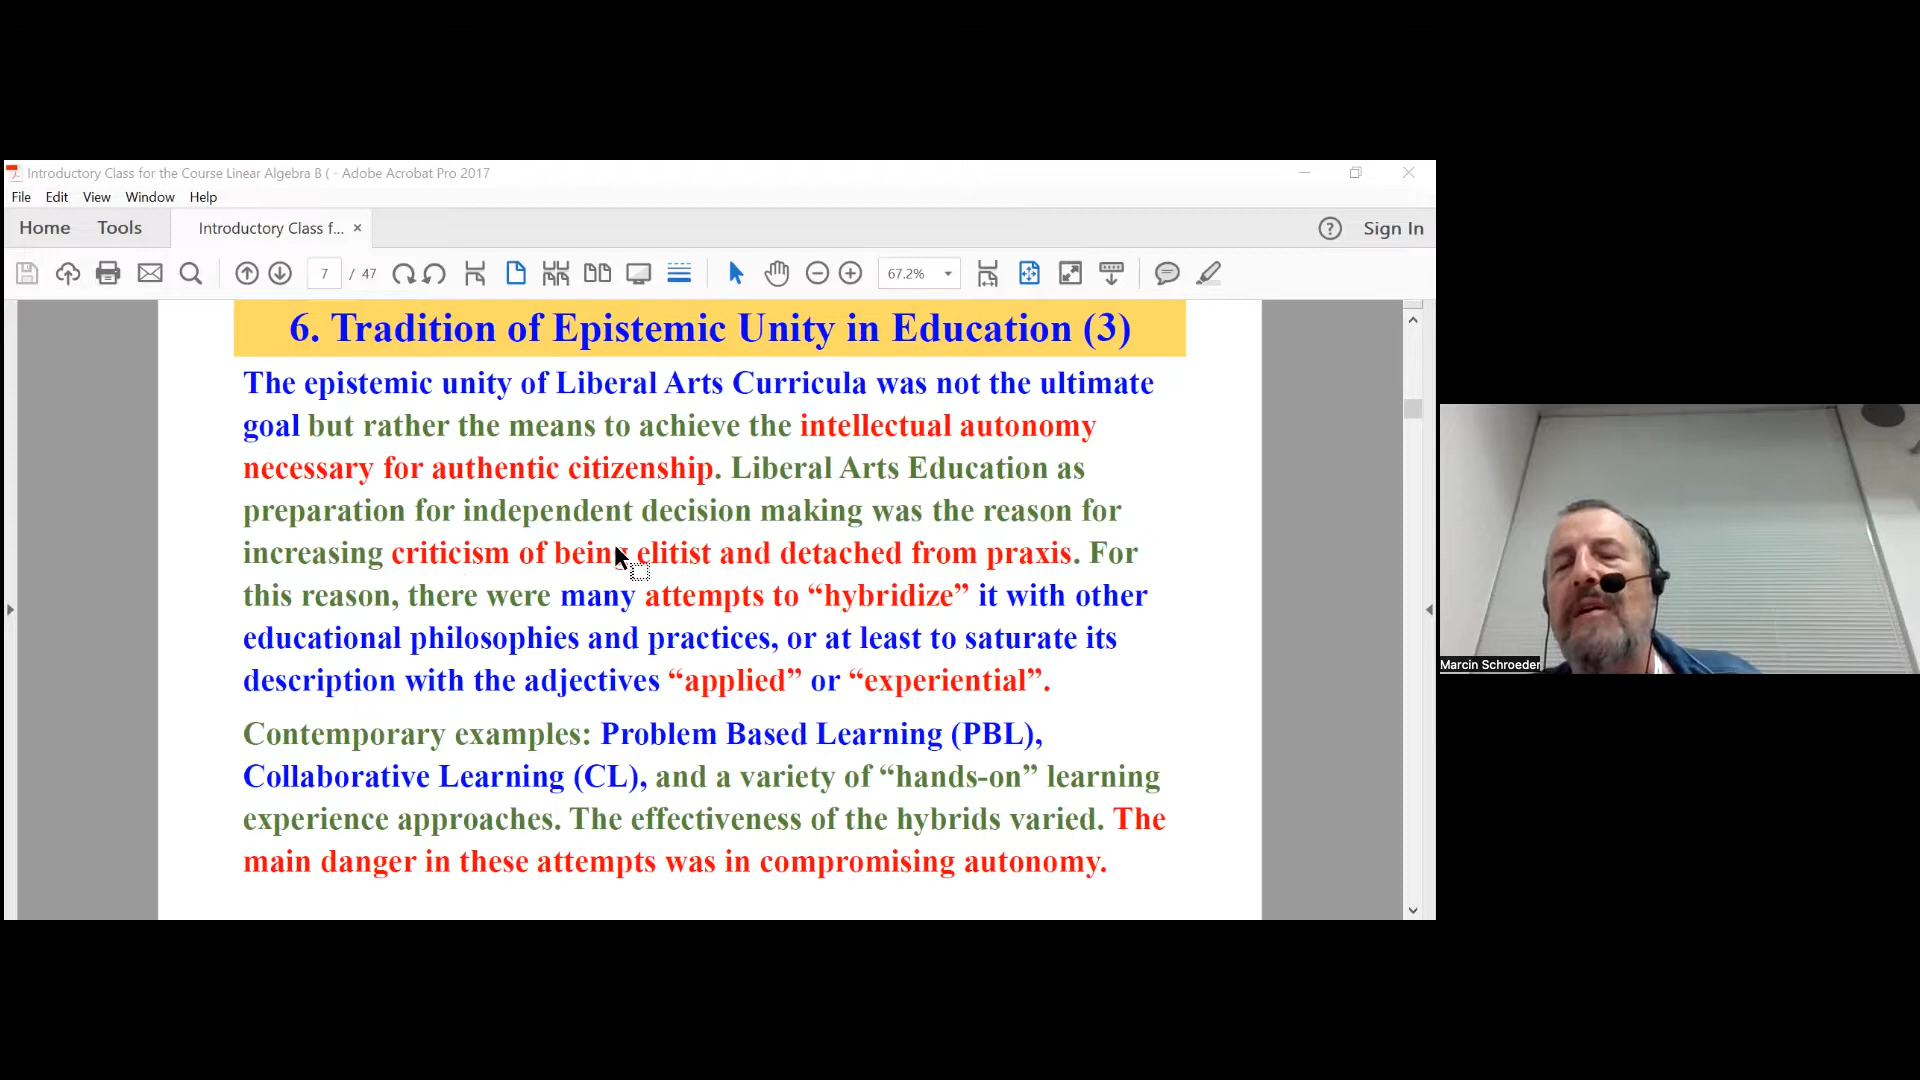 Introductory Class for the Course Linear Algebra B ( - Adobe Acrobat Pro 2017
File Edit View Window Help
Home Tools Introductory Class f... × Sign In
7 / 47 67.2%
6. Tradition of Epistemic Unity in Education (3)
The epistemic unity of Liberal Arts Curricula was not the ultimate
goal but rather the means to achieve the intellectual autonomy
necessary for authentic citizenship. Liberal Arts Education as
preparation for independent decision making was the reason for
increasing criticism of being elitist and detached from praxis. For
this reason, there were many attempts to “hybridize” it with other
educational philosophies and practices, or at least to saturate its
description with the adjectives “applied” or “experiential”.
Contemporary examples: Problem Based Learning (PBL),
Collaborative Learning (CL), and a variety of “hands-on” learning
experience approaches. The effectiveness of the hybrids varied. The
main danger in these attempts was in compromising autonomy.
Marcin Schroeder